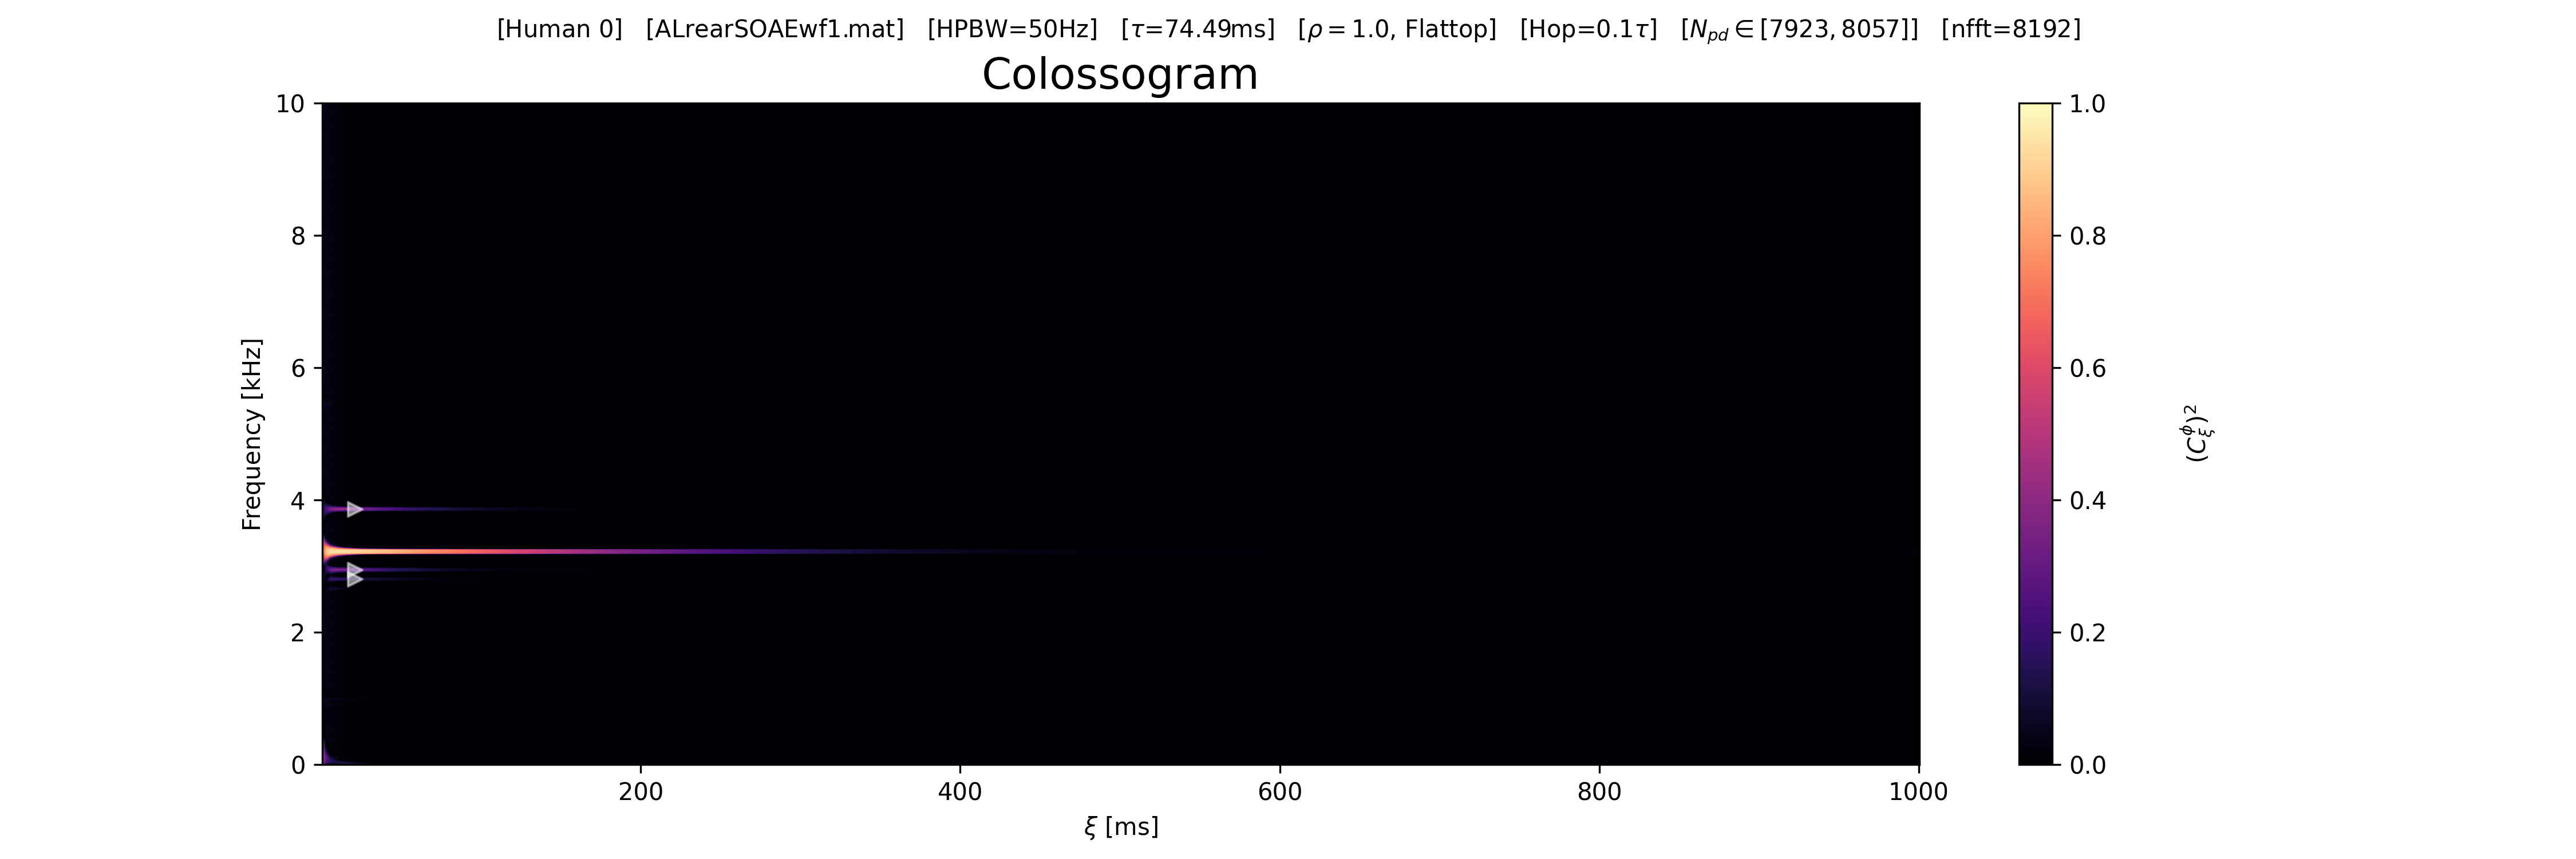 [Human 0] [ALrearSOAEwf1.mat] [HPBW=50Hz] [τ=74.49ms] [ρ = 1.0, Flattop] [Hop=0.1τ] [N_pd ∈ [7923, 8057]] [nfft=8192]
Colossogram
10
8
6
4
2
0
Frequency [kHz]
200 400 600 800 1000
ξ [ms]
1.0
0.8
0.6
0.4
0.2
0.0
(C_ξ^ϕ)^2